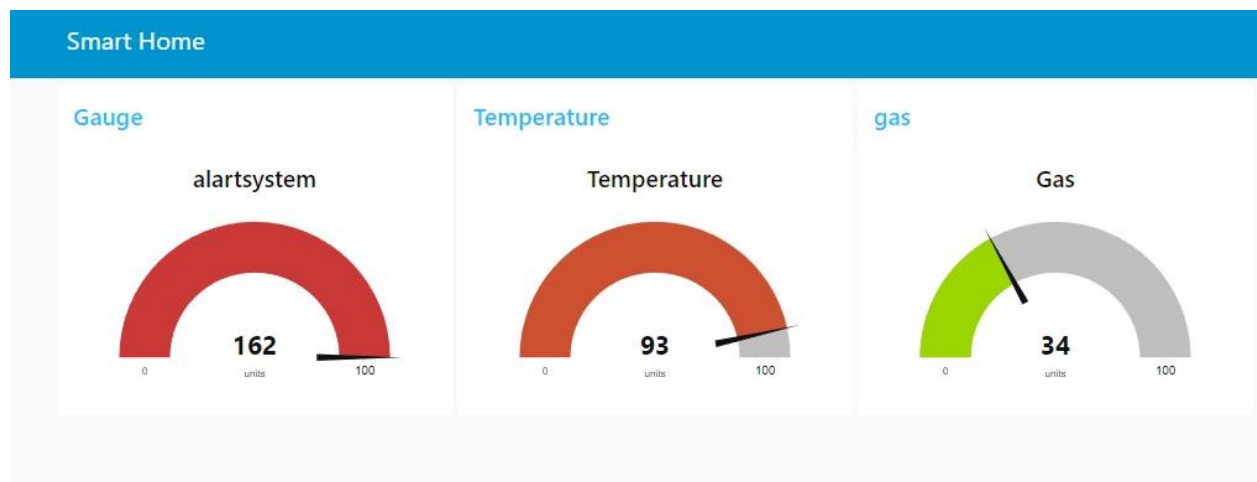 Smart Home
Gauge
alartsystem
162
0
units
100
Temperature
Temperature
93
0
units
100
gas
Gas
34
0
units
100